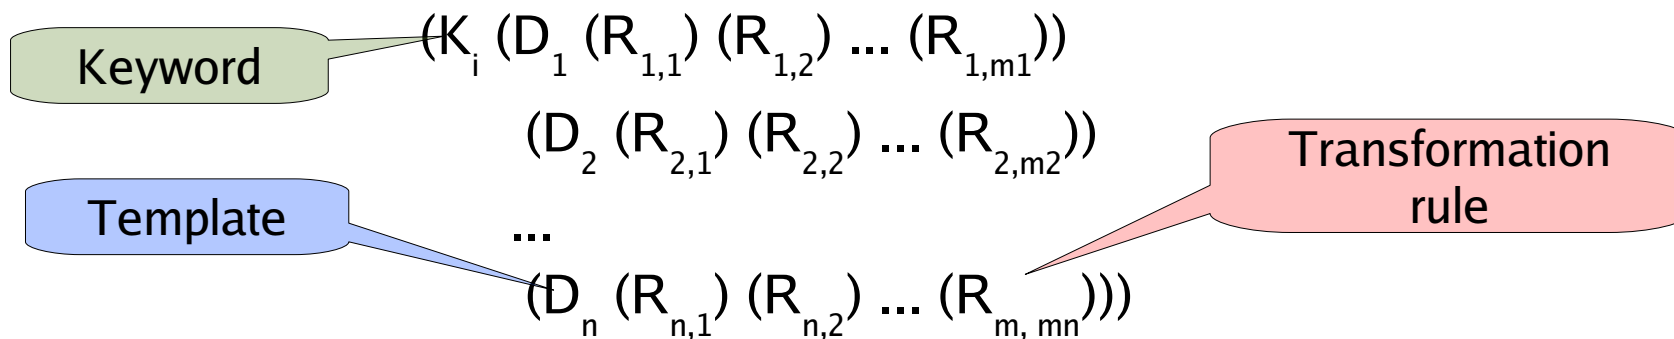 Keyword
(K_i (D_1 (R_1,1) (R_1,2) ... (R_1,m1))
(D_2 (R_2,1) (R_2,2) ... (R_2,m2))
Transformation
rule
Template
...
(D_n (R_n,1) (R_n,2) ... (R_m, mn)))